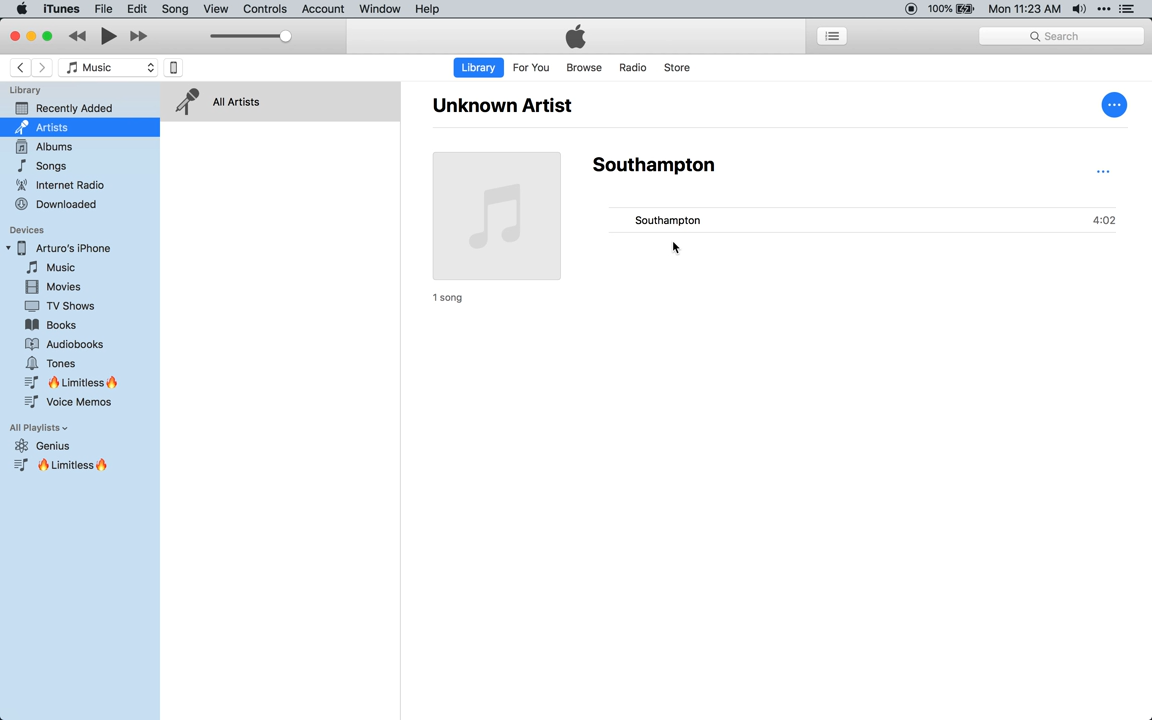 iTunes File Edit Song View Controls Account Window Help 100% Mon 11:23 AM
Search
Music Library For You Browse Radio Store
Library
Recently Added
Artists
Albums
Songs
Internet Radio
Downloaded
Devices
Arturo's iPhone
Music
Movies
TV Shows
Books
Audiobooks
Tones
🔥Limitless🔥
Voice Memos
All Playlists
Genius
🔥Limitless🔥
All Artists
Unknown Artist
Southampton
Southampton 4:02
1 song